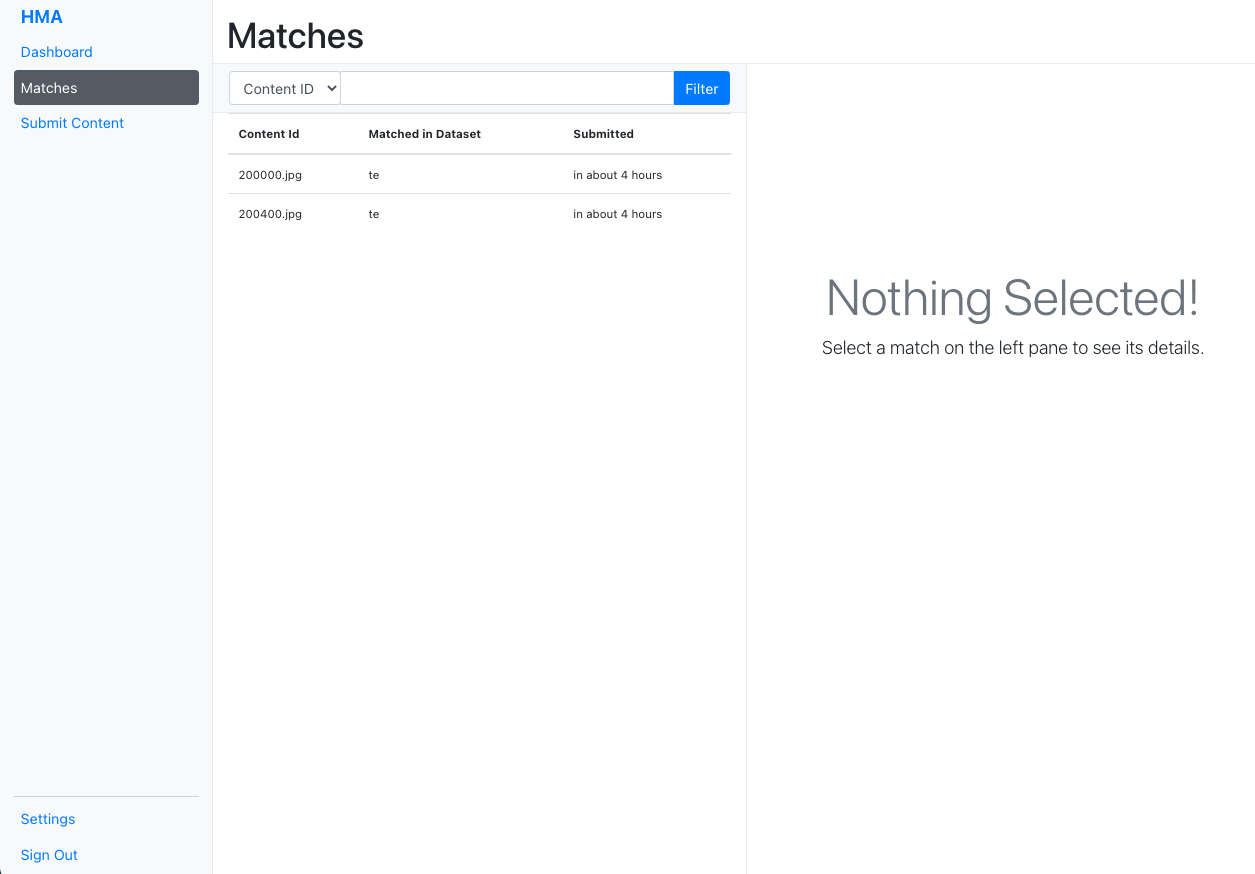 HMA
Dashboard
Matches
Submit Content
Settings
Sign Out
Matches
Content ID Filter
Content Id Matched in Dataset Submitted
200000.jpg te in about 4 hours
200400.jpg te in about 4 hours
Nothing Selected!
Select a match on the left pane to see its details.